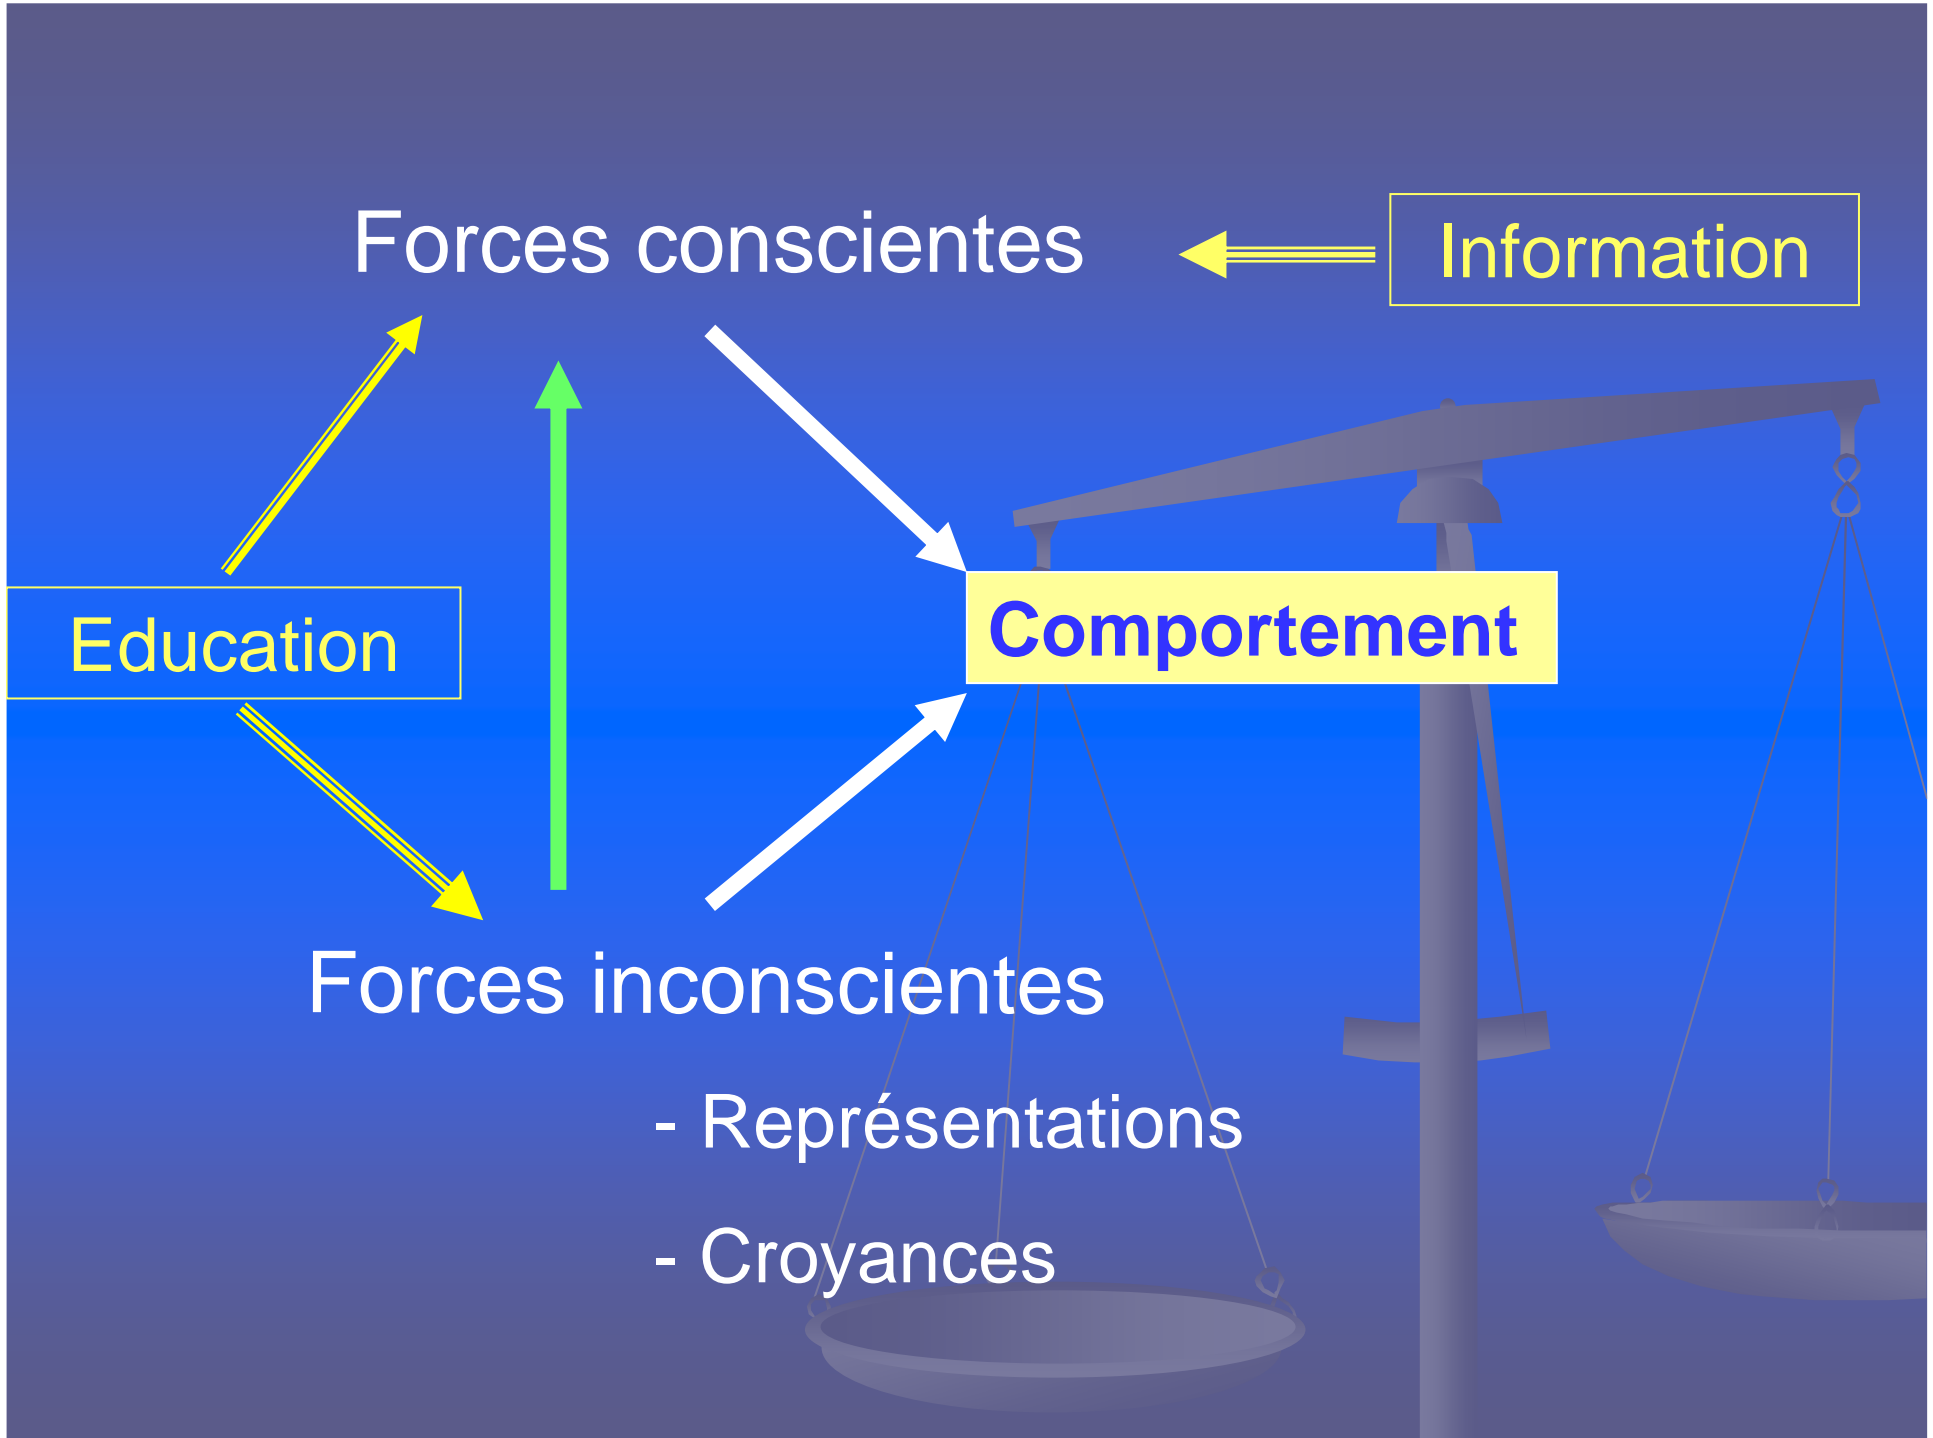 Forces conscientes
Information
Education
Comportement
Forces inconscientes
- Représentations
- Croyances